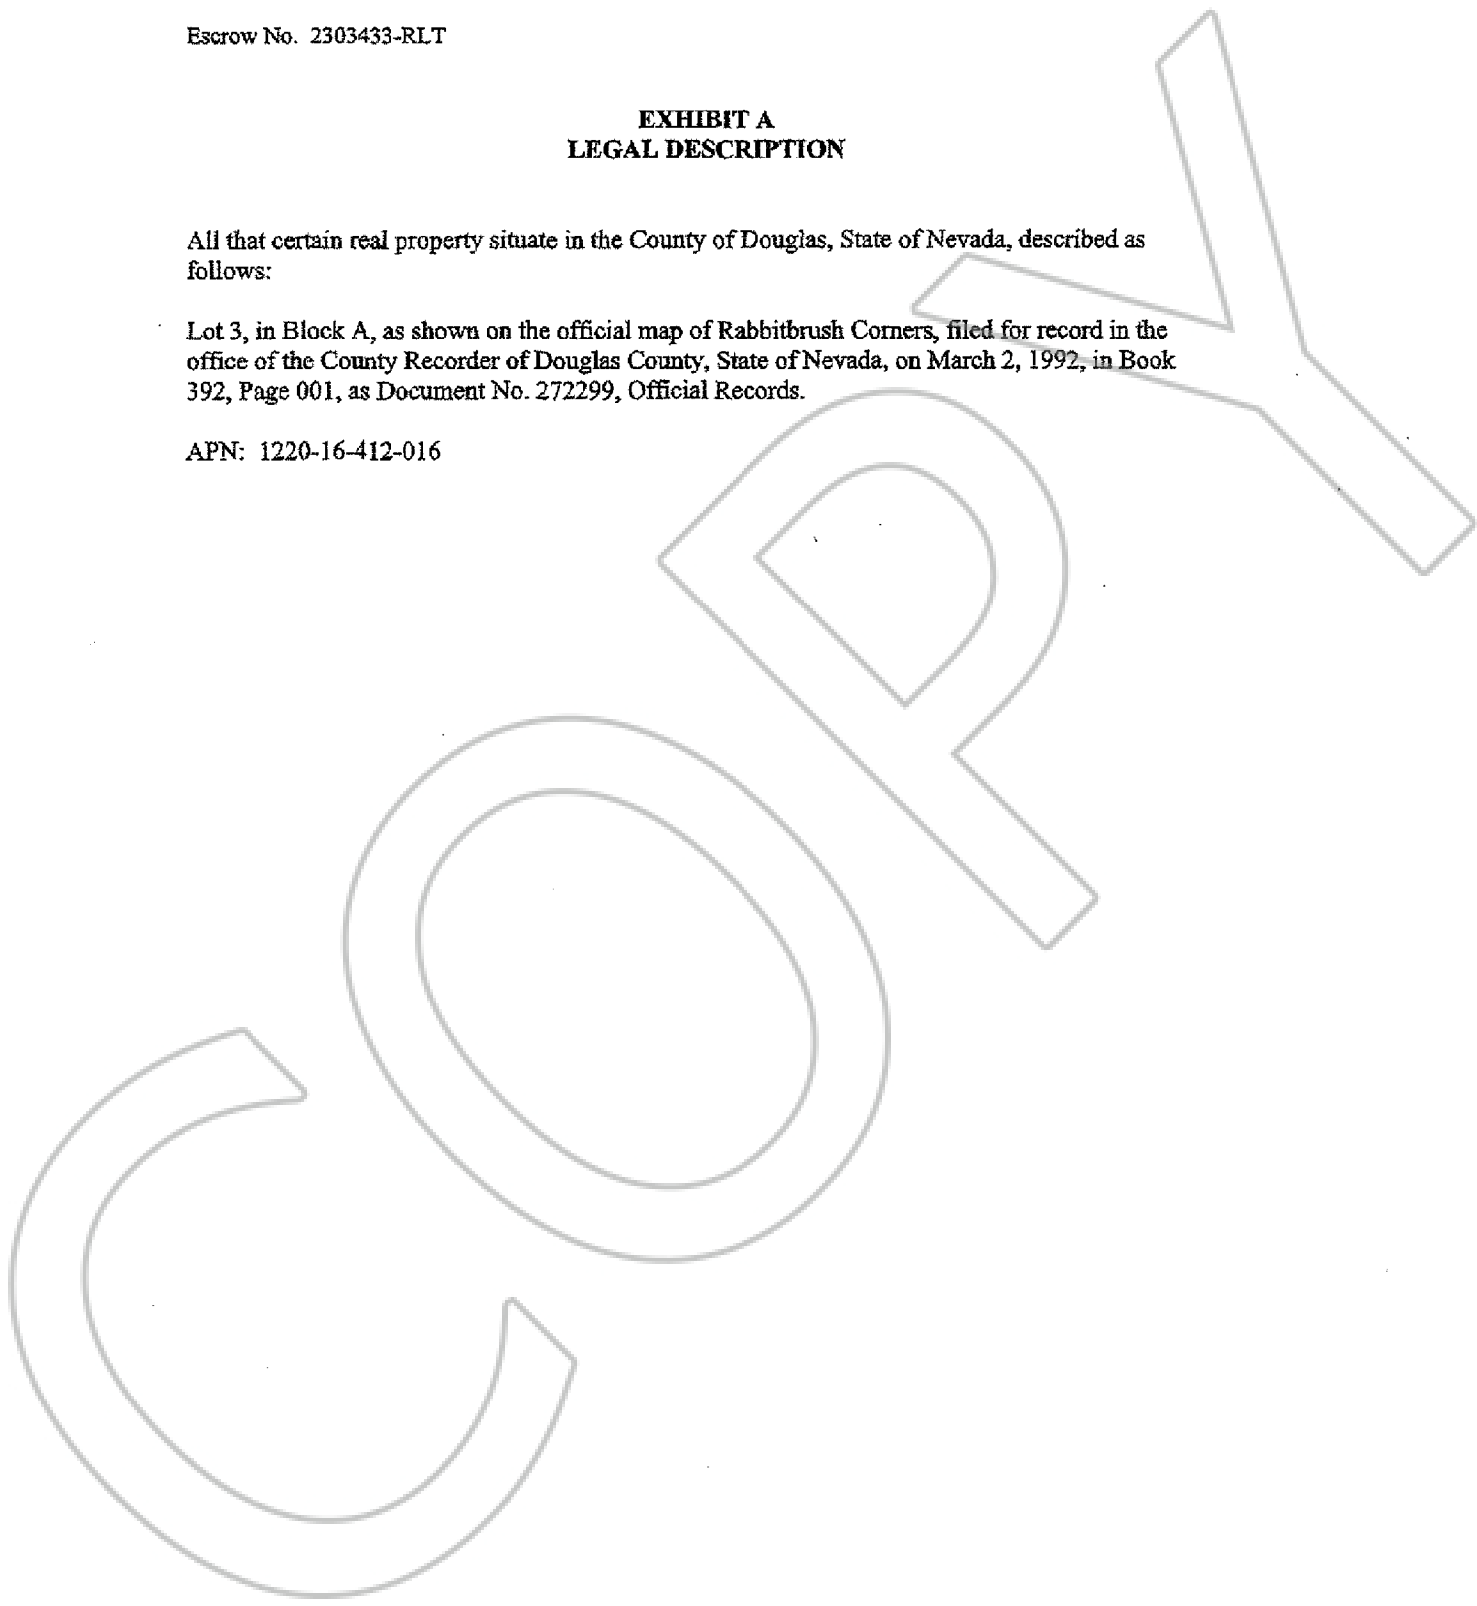 Escrow No. 2303433-RLT
EXHIBIT A
LEGAL DESCRIPTION
All that certain real property situate in the County of Douglas, State of Nevada, described as
follows:
Lot 3, in Block A, as shown on the official map of Rabbitbrush Corners, filed for record in the
office of the County Recorder of Douglas County, State of Nevada, on March 2, 1992, in Book
392, Page 001, as Document No. 272299, Official Records.
APN: 1220-16-412-016
COPY